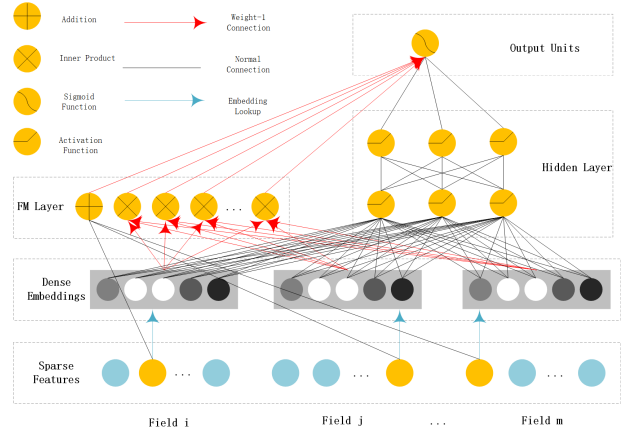 Addition
Weight-1
Connection
Inner Product
Normal
Connection
Sigmoid
Function
Embedding
Lookup
Activation
Function
Output Units
Hidden Layer
FM Layer
...
Dense
Embeddings
Sparse
Features
...
...
...
Field i
Field j
...
Field m